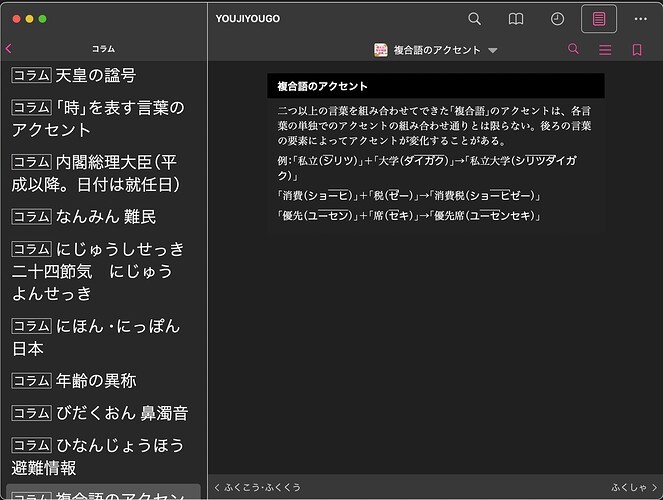 YOUJIYOUGO
コラム
複合語のアクセント
コラム 天皇の諡号
コラム 「時」を表す言葉の
アクセント
コラム 内閣総理大臣(平
成以降。日付は就任日)
コラム なんみん 難民
コラム にじゅうしせっき
二十四節気　にじゅう
よんせっき
コラム にほん・にっぽん
日本
コラム 年齢の異称
コラム びだくおん 鼻濁音
コラム ひなんじょうほう
避難情報
コラム 複合語のアクセン
複合語のアクセント
二つ以上の言葉を組み合わせてできた「複合語」のアクセントは、各言
葉の単独でのアクセントの組み合わせ通りとは限らない。後ろの言葉
の要素によってアクセントが変化することがある。
例:「私立(シリツ)」+「大学(ダイガク)」→「私立大学(シリツダイガ
ク)」
「消費(ショーヒ)」+「税(ゼー)」→「消費税(ショーヒゼー)」
「優先(ユーセン)」+「席(セキ)」→「優先席(ユーセンセキ)」
ふくこう・ふくくう
ふくしゃ